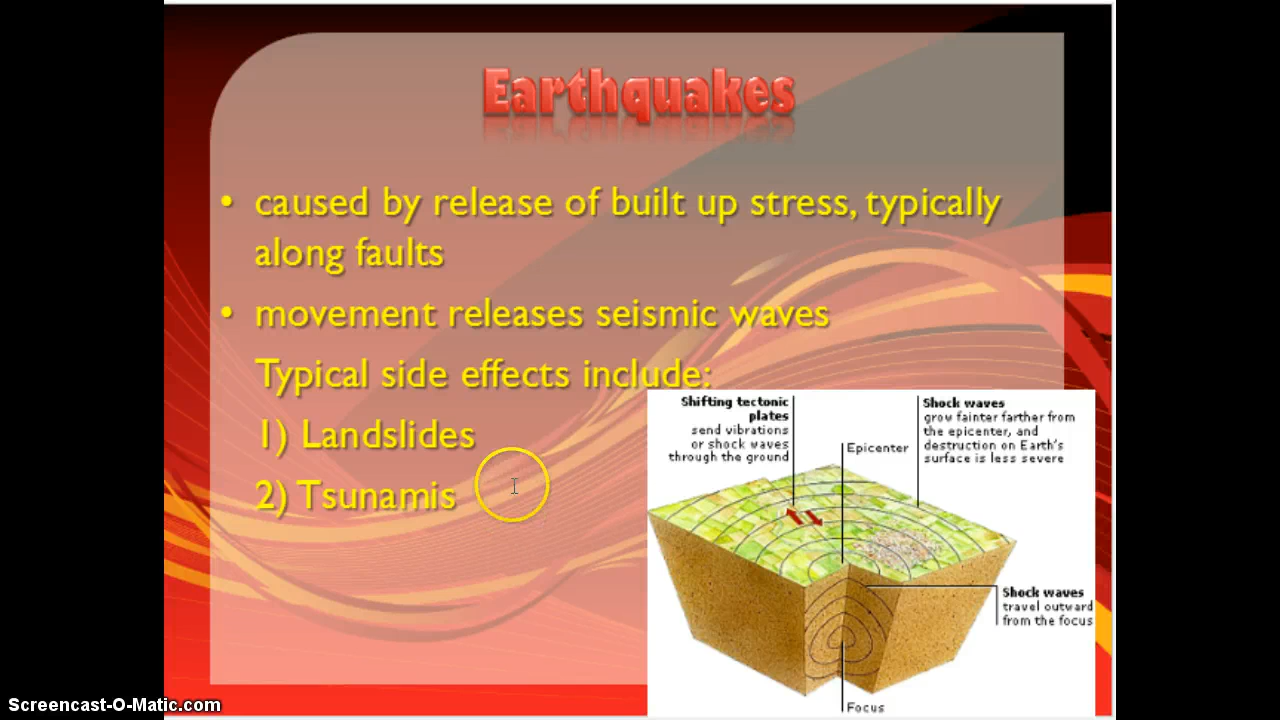 Earthquakes
• caused by release of built up stress, typically
along faults
• movement releases seismic waves
Typical side effects include:
1) Landslides
2) Tsunamis
Shifting tectonic
plates
send vibrations
or shock waves
through the ground
Epicenter
Shock waves
grow fainter farther from
the epicenter, and
destruction on Earth's
surface is less severe
Shock waves
travel outward
from the focus
Focus
Screencast-O-Matic.com